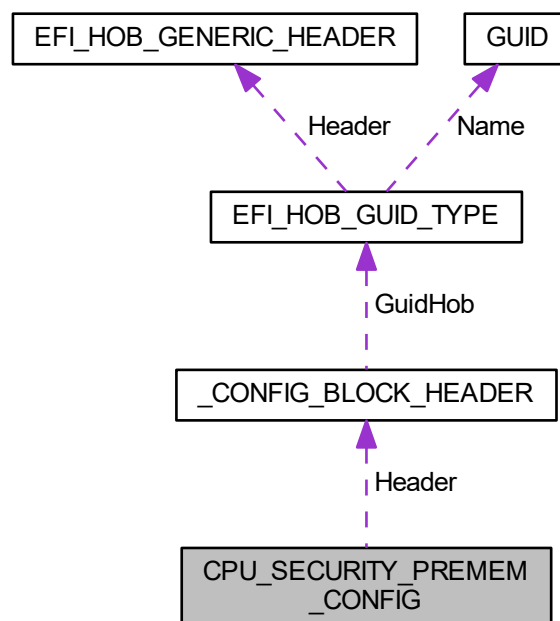 EFI_HOB_GENERIC_HEADER
GUID
Header
Name
EFI_HOB_GUID_TYPE
GuidHob
_CONFIG_BLOCK_HEADER
Header
CPU_SECURITY_PREMEM
_CONFIG